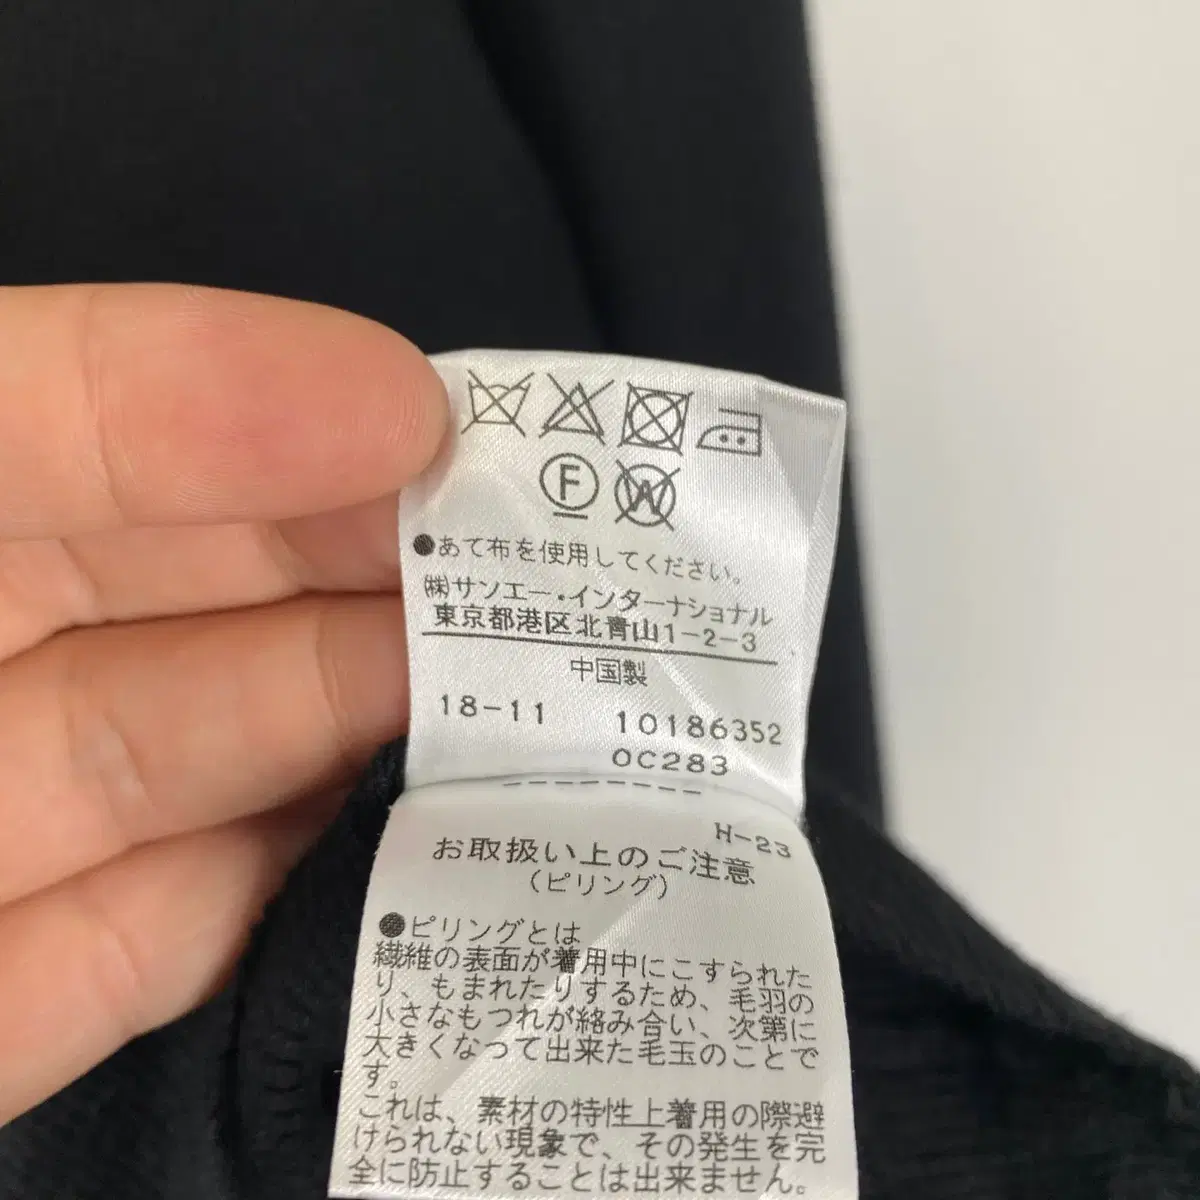 F W
●あて布を使用してください。
㈱サンエー・インターナショナル
東京都港区北青山1-2-3
中国製
18-11 10186352
0C283
H-23
お取扱い上のご注意
(ピリング)
●ピリングとは
繊維の表面が着用中にこすられた
り、もまれたりするため、毛羽の
小さなもつれが絡み合い、次第に
大きくなって出来た毛玉のことで
す。
これは、素材の特性上着用の際避
けられない現象で、その発生を完
全に防止することは出来ません。